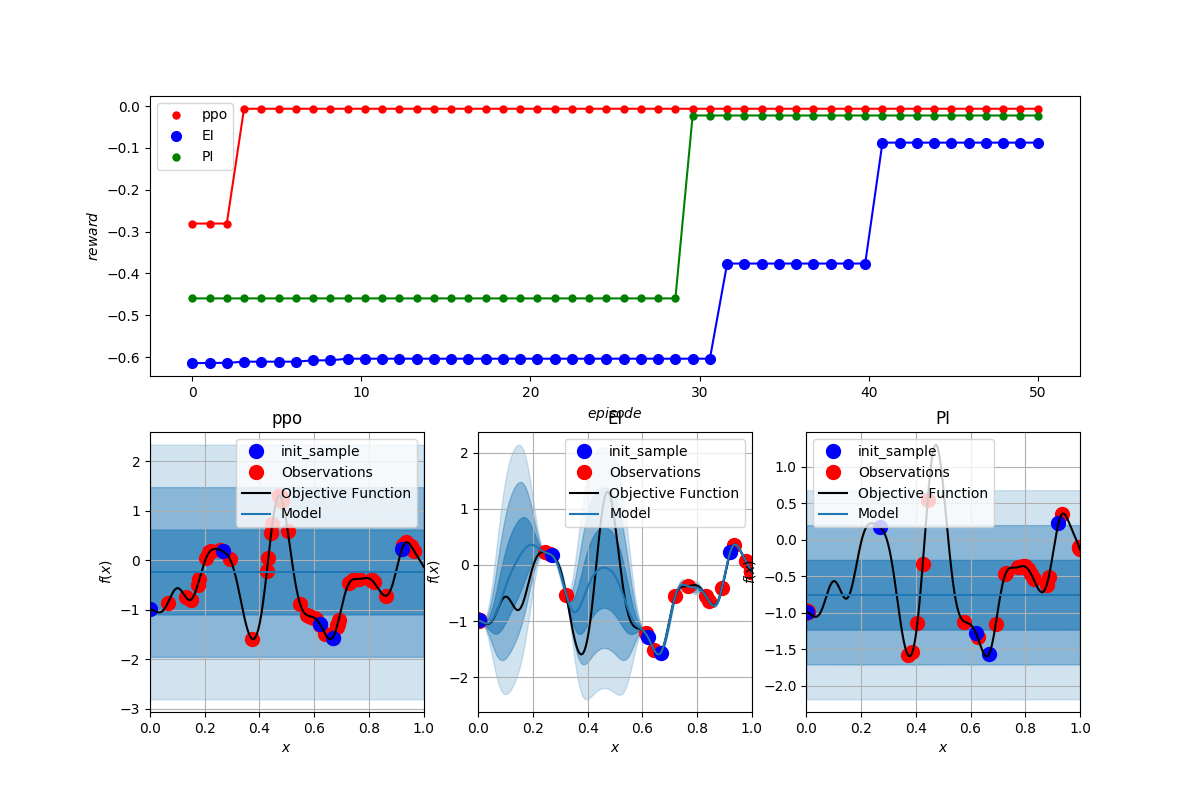 0.0
−0.1
−0.2
−0.3
−0.4
−0.5
−0.6
reward
ppo
EI
PI
0 10 20 30 40 50
episode
ppo
EI
PI
2
1
0
−1
−2
−3
f(x)
init_sample
Observations
Objective Function
Model
0.0 0.2 0.4 0.6 0.8 1.0
x
2
1
0
−1
−2
f(x)
init_sample
Observations
Objective Function
Model
0.0 0.2 0.4 0.6 0.8 1.0
x
1.0
0.5
0.0
−0.5
−1.0
−1.5
−2.0
f(x)
init_sample
Observations
Objective Function
Model
0.0 0.2 0.4 0.6 0.8 1.0
x